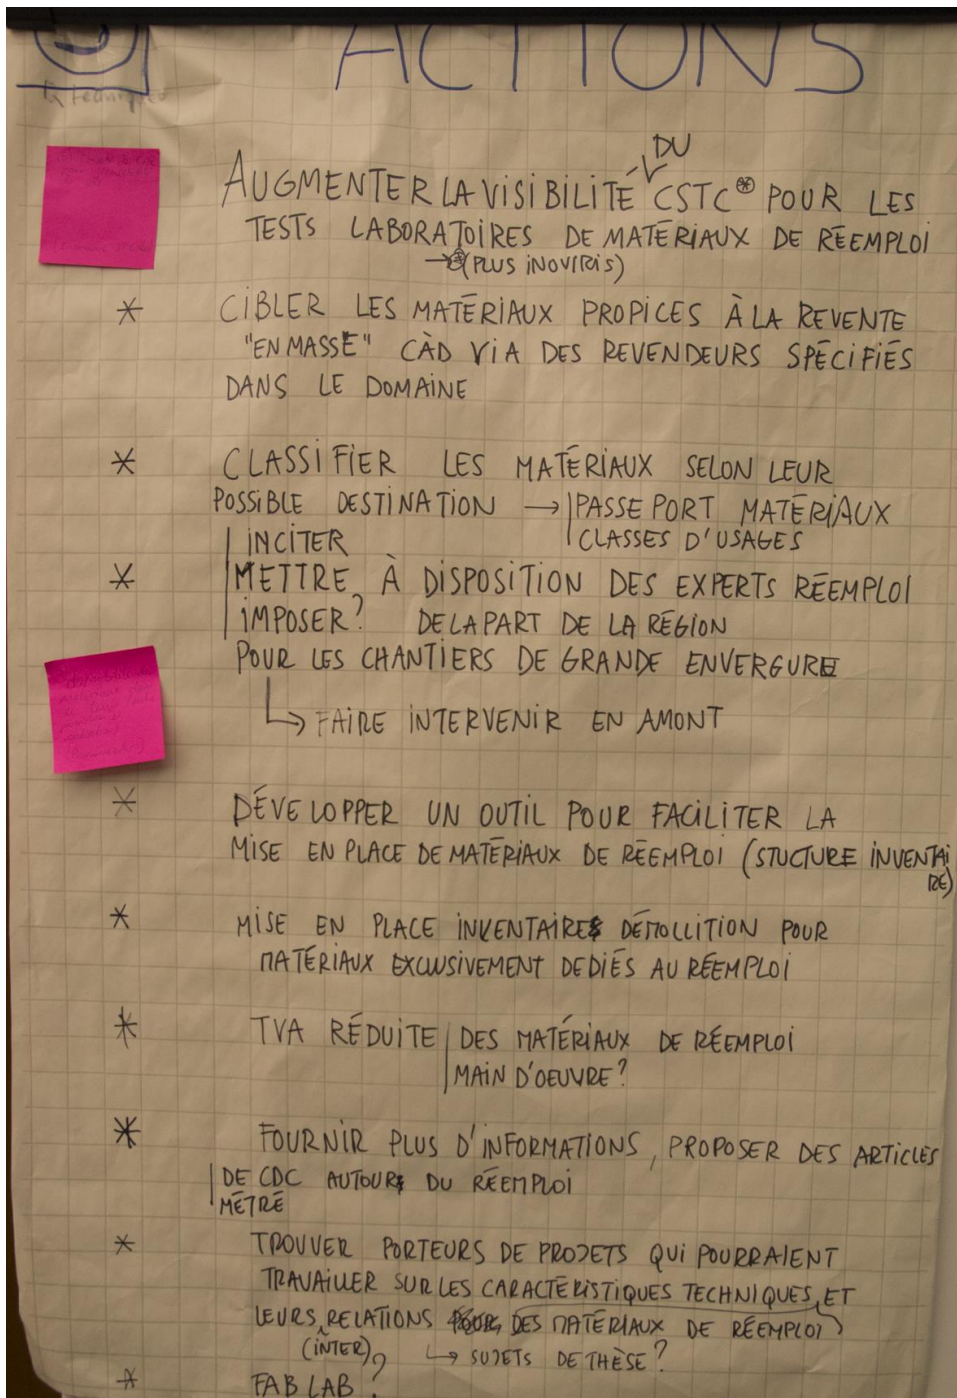 ACTIONS
DU
AUGMENTER LA VISIBILITÉ CSTC POUR LES
TESTS LABORATOIRES DE MATÉRIAUX DE RÉEMPLOI
→ (PLUS INOVIRIS)
* CIBLER LES MATÉRIAUX PROPICES À LA REVENTE
"EN MASSE" CÀD VIA DES REVENDEURS SPÉCIFIÉS
DANS LE DOMAINE
* CLASSIFIER LES MATÉRIAUX SELON LEUR
POSSIBLE DESTINATION → PASSEPORT MATÉRIAUX
CLASSES D'USAGES
INCITER
* METTRE À DISPOSITION DES EXPERTS RÉEMPLOI
IMPOSER? DE LA PART DE LA RÉGION
POUR LES CHANTIERS DE GRANDE ENVERGURE
↳ FAIRE INTERVENIR EN AMONT
* DÉVELOPPER UN OUTIL POUR FACILITER LA
MISE EN PLACE DE MATÉRIAUX DE RÉEMPLOI (STUCTURE INVENTAI
RE)
* MISE EN PLACE INVENTAIRES DÉMOLLITION POUR
MATÉRIAUX EXCLUSIVEMENT DEDIÉS AU RÉEMPLOI
* TVA RÉDUITE DES MATÉRIAUX DE RÉEMPLOI
MAIN D'OEUVRE?
* FOURNIR PLUS D'INFORMATIONS, PROPOSER DES ARTICLES
DE CDC AUTOUR DU RÉEMPLOI
MÉTRÉ
* TROUVER PORTEURS DE PROJETS QUI POURRAIENT
TRAVAILLER SUR LES CARACTÉRISTIQUES TECHNIQUES, ET
LEURS RELATIONS DES MATÉRIAUX DE RÉEMPLOI
(INTER) ↳ SUJETS DE THÈSE?
* FAB LAB?